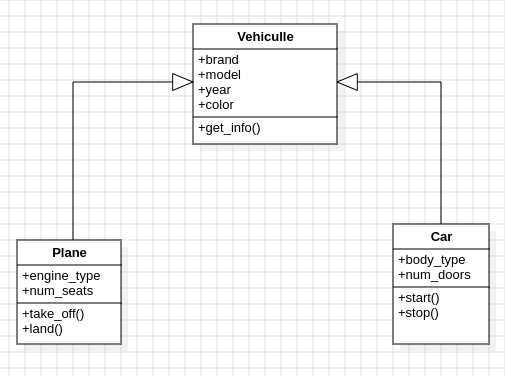 Vehiculle
+brand
+model
+year
+color
+get_info()
Plane
+engine_type
+num_seats
+take_off()
+land()
Car
+body_type
+num_doors
+start()
+stop()